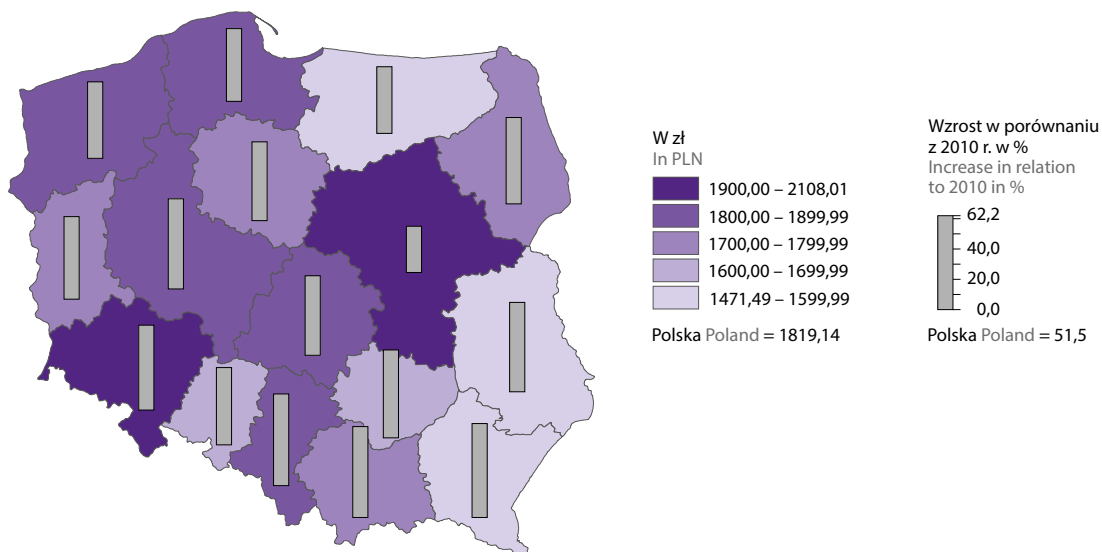 W zł
In PLN
1900,00 – 2108,01
1800,00 – 1899,99
1700,00 – 1799,99
1600,00 – 1699,99
1471,49 – 1599,99
Polska Poland = 1819,14
Wzrost w porównaniu
z 2010 r. w %
Increase in relation
to 2010 in %
62,2
40,0
20,0
0,0
Polska Poland = 51,5